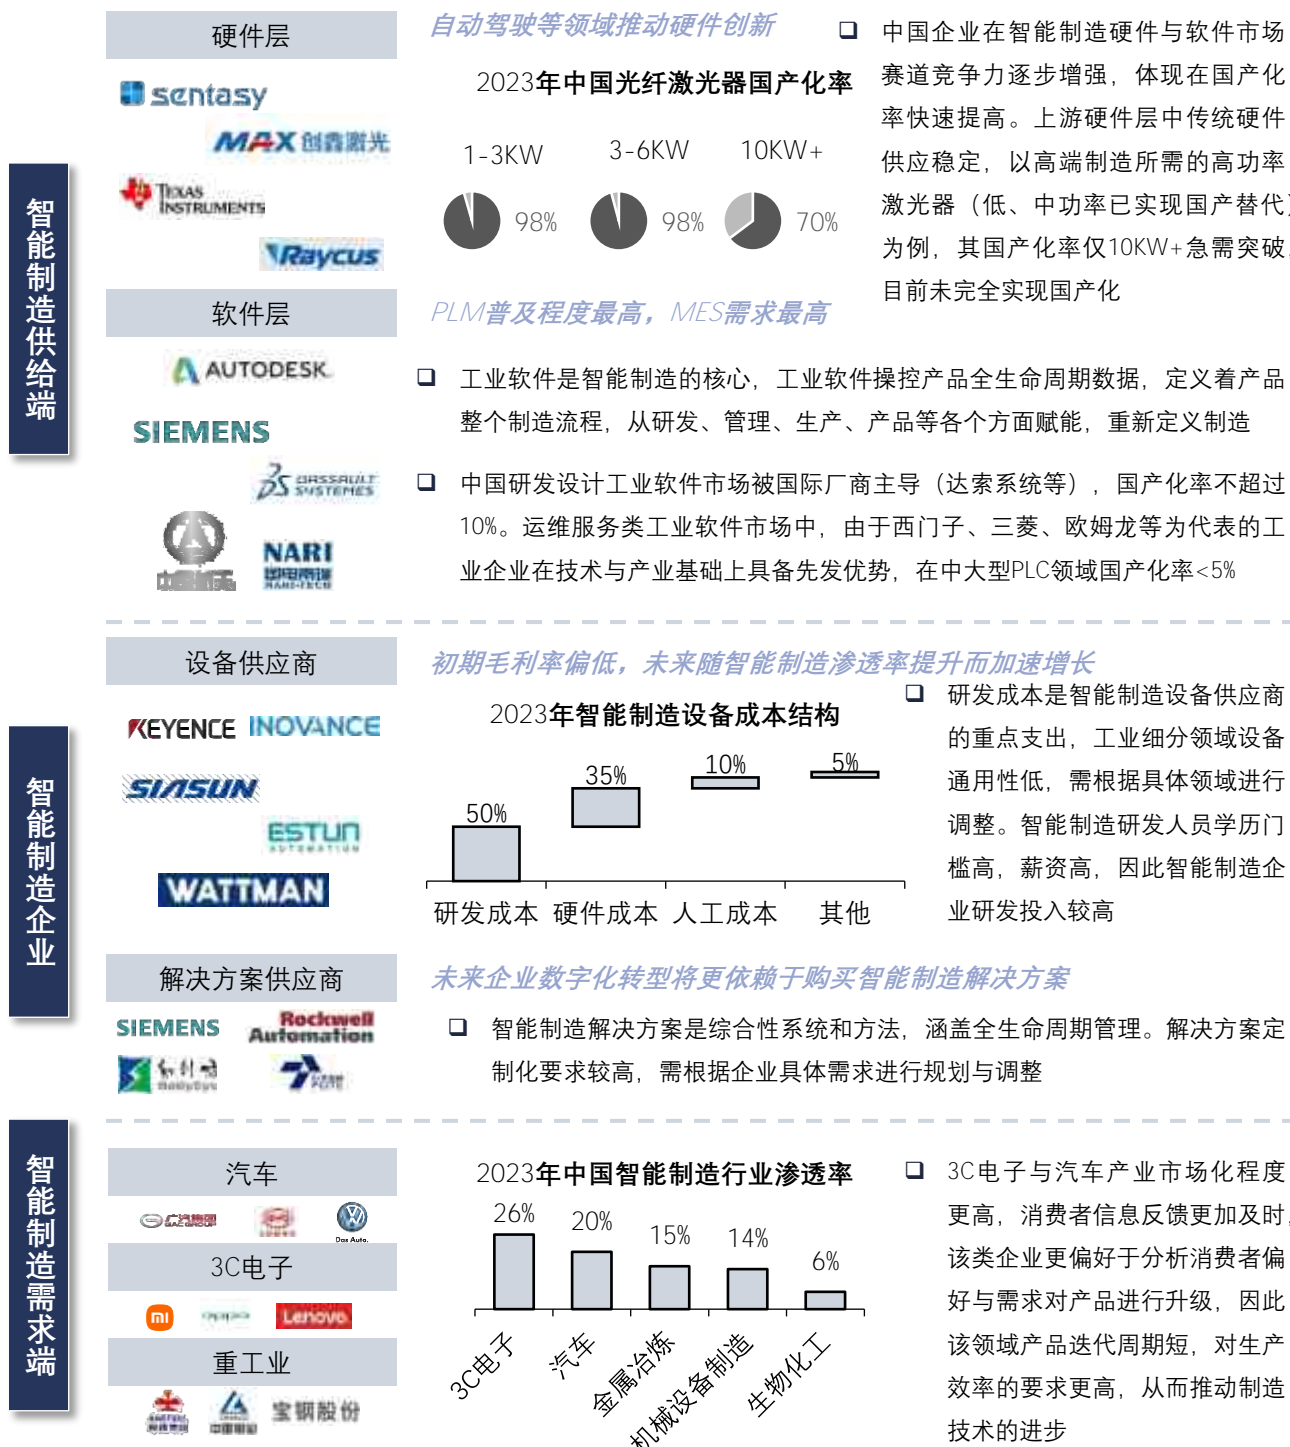 智能制造供给端
硬件层
sentasy
MAX 创鑫激光
TEXAS
INSTRUMENTS
Raycus
自动驾驶等领域推动硬件创新
2023年中国光纤激光器国产化率
1-3KW
3-6KW
10KW+
98%
98%
70%
中国企业在智能制造硬件与软件市场
赛道竞争力逐步增强，体现在国产化
率快速提高。上游硬件层中传统硬件
供应稳定，以高端制造所需的高功率
激光器（低、中功率已实现国产替代）
为例，其国产化率仅10KW+急需突破，
目前未完全实现国产化
软件层
AUTODESK
SIEMENS
DASSAULT
SYSTEMES
NARI
国电南瑞
NARI-TECH
PLM普及程度最高，MES需求最高
工业软件是智能制造的核心，工业软件操控产品全生命周期数据，定义着产品
整个制造流程，从研发、管理、生产、产品等各个方面赋能，重新定义制造
中国研发设计工业软件市场被国际厂商主导（达索系统等），国产化率不超过
10%。运维服务类工业软件市场中，由于西门子、三菱、欧姆龙等为代表的工
业企业在技术与产业基础上具备先发优势，在中大型PLC领域国产化率<5%
智能制造企业
设备供应商
KEYENCE
INOVANCE
SIASUN
ESTUN
AUTOMATION
WATTMAN
初期毛利率偏低，未来随智能制造渗透率提升而加速增长
2023年智能制造设备成本结构
50%
35%
10%
5%
研发成本
硬件成本
人工成本
其他
研发成本是智能制造设备供应商
的重点支出，工业细分领域设备
通用性低，需根据具体领域进行
调整。智能制造研发人员学历门
槛高，薪资高，因此智能制造企
业研发投入较高
解决方案供应商
SIEMENS
Rockwell
Automation
和利时
HollySys
未来企业数字化转型将更依赖于购买智能制造解决方案
智能制造解决方案是综合性系统和方法，涵盖全生命周期管理。解决方案定
制化要求较高，需根据企业具体需求进行规划与调整
智能制造需求端
汽车
广汽集团
GAC GROUP
Das Auto.
3C电子
mi
oppo
Lenovo
重工业
中国铝业
宝钢股份
2023年中国智能制造行业渗透率
26%
20%
15%
14%
6%
3C电子
汽车
金属冶炼
机械设备制造
生物化工
3C电子与汽车产业市场化程度
更高，消费者信息反馈更加及时，
该类企业更偏好于分析消费者偏
好与需求对产品进行升级，因此
该领域产品迭代周期短，对生产
效率的要求更高，从而推动制造
技术的进步